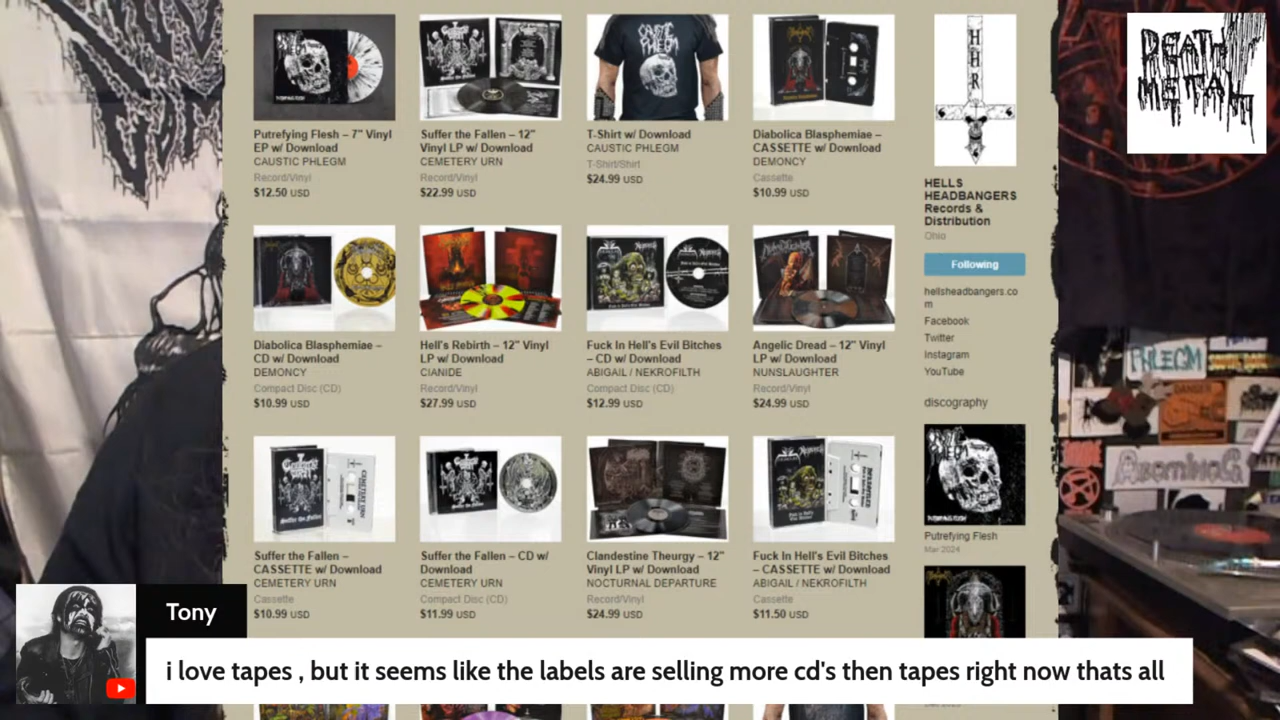 DEATH
METAL
HHR
Putrefying Flesh – 7" Vinyl
EP w/ Download
CAUSTIC PHLEGM
Record/Vinyl
$12.50 USD
Suffer the Fallen – 12"
Vinyl LP w/ Download
CEMETERY URN
Record/Vinyl
$22.99 USD
T-Shirt w/ Download
CAUSTIC PHLEGM
T-Shirt/Shirt
$24.99 USD
Diabolica Blasphemiae –
CASSETTE w/ Download
DEMONCY
Cassette
$10.99 USD
HELLS
HEADBANGERS
Records &
Distribution
Ohio
Following
hellsheadbangers.co
m
Facebook
Twitter
Instagram
YouTube
discography
Putrefying Flesh
Mar 2024
Diabolica Blasphemiae –
CD w/ Download
DEMONCY
Compact Disc (CD)
$10.99 USD
Hell's Rebirth – 12" Vinyl
LP w/ Download
CIANIDE
Record/Vinyl
$27.99 USD
Fuck In Hell's Evil Bitches
– CD w/ Download
ABIGAIL / NEKROFILTH
Compact Disc (CD)
$12.99 USD
Angelic Dread – 12" Vinyl
LP w/ Download
NUNSLAUGHTER
Record/Vinyl
$24.99 USD
Suffer the Fallen –
CASSETTE w/ Download
CEMETERY URN
Cassette
$10.99 USD
Suffer the Fallen – CD w/
Download
CEMETERY URN
Compact Disc (CD)
$11.99 USD
Clandestine Theurgy – 12"
Vinyl LP w/ Download
NOCTURNAL DEPARTURE
Record/Vinyl
$24.99 USD
Fuck In Hell's Evil Bitches
– CASSETTE w/ Download
ABIGAIL / NEKROFILTH
Cassette
$11.50 USD
PHLEGM
DANGER
Tony
i love tapes , but it seems like the labels are selling more cd's then tapes right now thats all